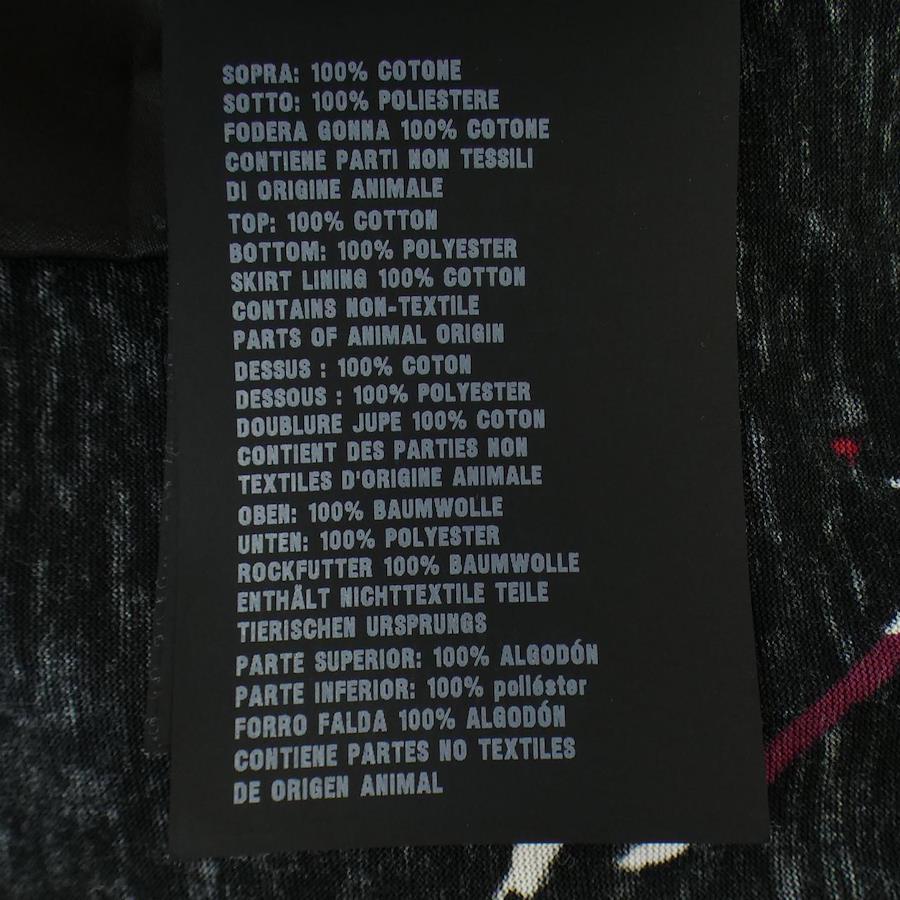 SOPRA: 100% COTONE
SOTTO: 100% POLIESTERE
FODERA GONNA 100% COTONE
CONTIENE PARTI NON TESSILI
DI ORIGINE ANIMALE
TOP: 100% COTTON
BOTTOM: 100% POLYESTER
SKIRT LINING 100% COTTON
CONTAINS NON-TEXTILE
PARTS OF ANIMAL ORIGIN
DESSUS : 100% COTON
DESSOUS : 100% POLYESTER
DOUBLURE JUPE 100% COTON
CONTIENT DES PARTIES NON
TEXTILES D'ORIGINE ANIMALE
OBEN: 100% BAUMWOLLE
UNTEN: 100% POLYESTER
ROCKFUTTER 100% BAUMWOLLE
ENTHÄLT NICHTTEXTILE TEILE
TIERISCHEN URSPRUNGS
PARTE SUPERIOR: 100% ALGODÓN
PARTE INFERIOR: 100% poliéster
FORRO FALDA 100% ALGODÓN
CONTIENE PARTES NO TEXTILES
DE ORIGEN ANIMAL